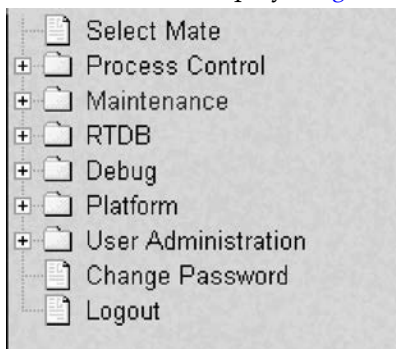 Select Mate
Process Control
Maintenance
RTDB
Debug
Platform
User Administration
Change Password
Logout